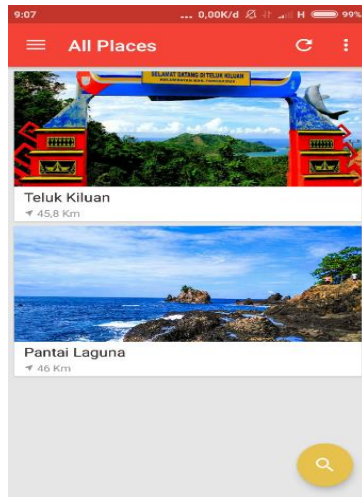 9:07 ... 0,00K/d H 99%
All Places
SELAMAT DATANG DI TELUK KILUAN
Teluk Kiluan
45,8 Km
Pantai Laguna
46 Km